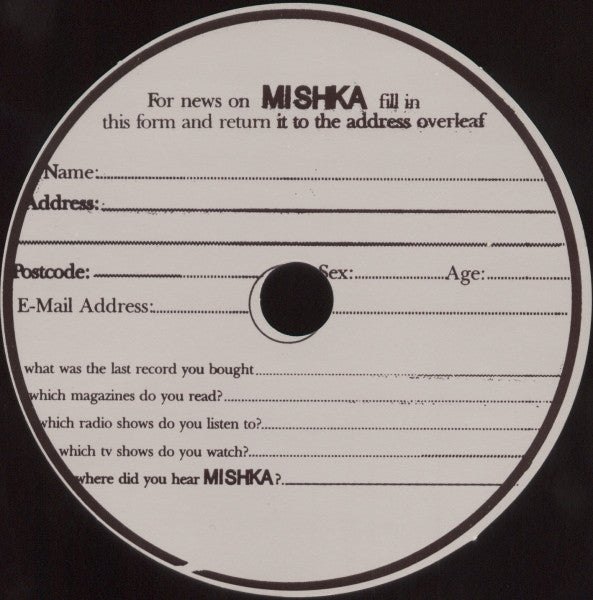 For news on MISHKA fill in
this form and return it to the address overleaf
Name:
Address:
Postcode: Sex: Age:
E-Mail Address:
what was the last record you bought
which magazines do you read?
which radio shows do you listen to?
which tv shows do you watch?
where did you hear MISHKA?